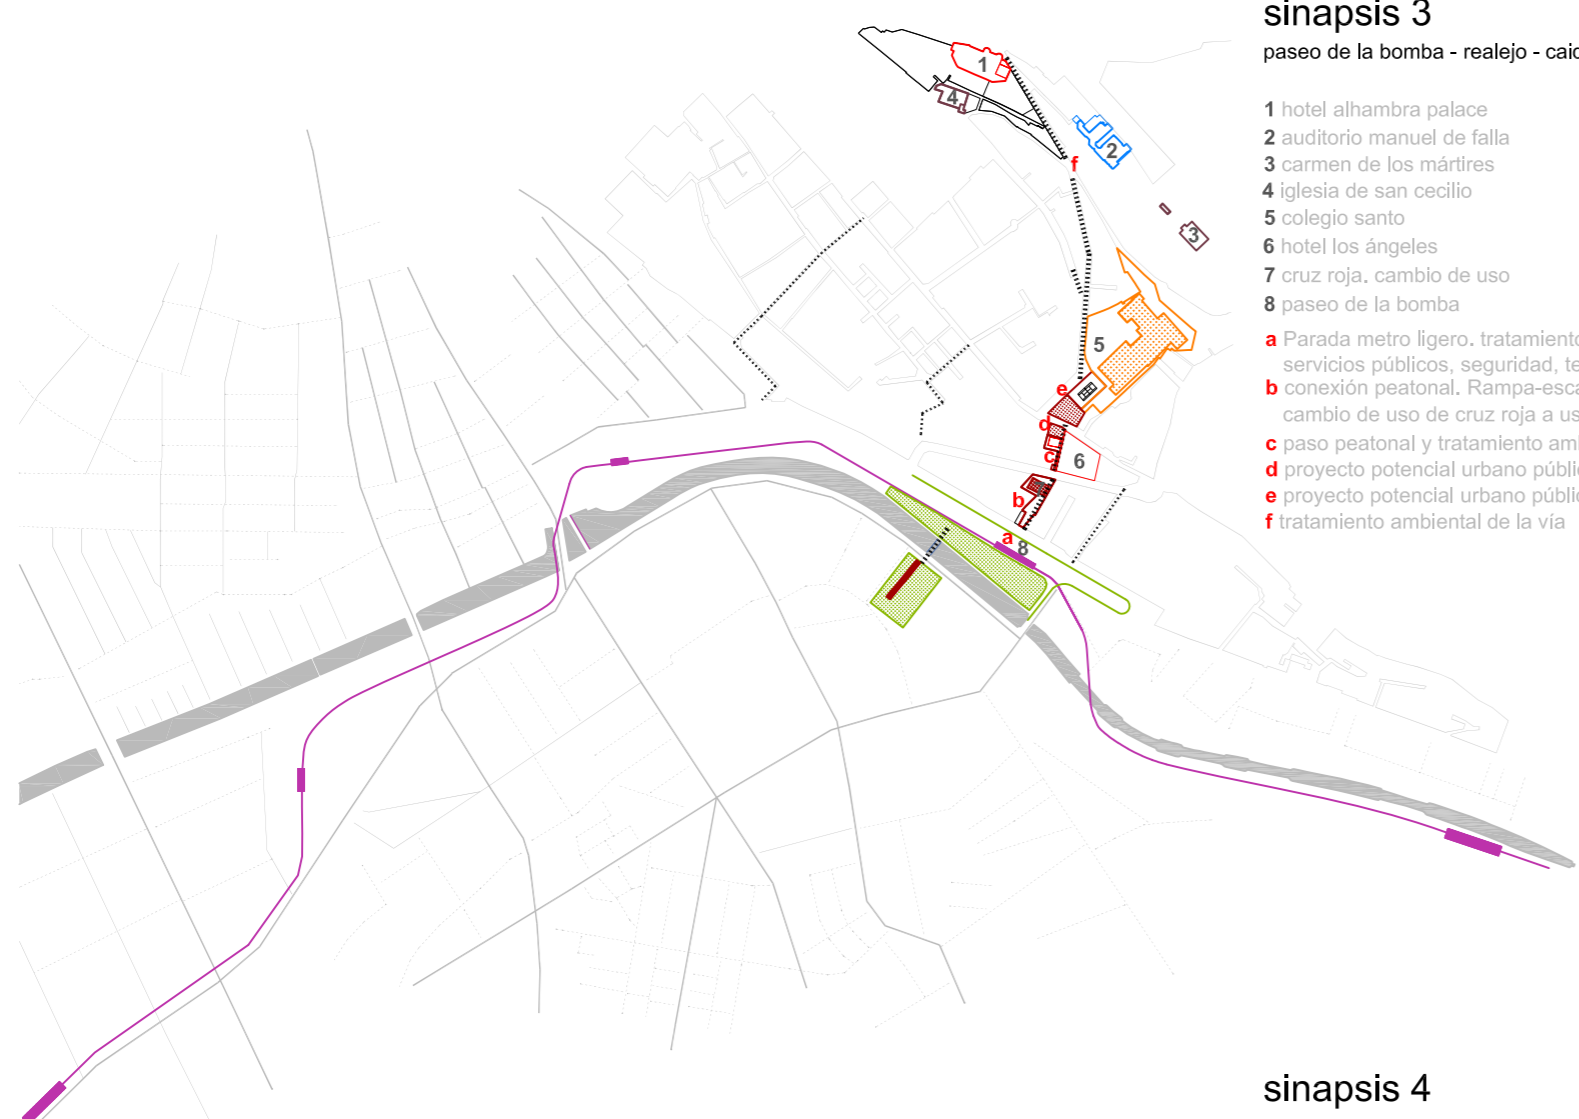 sinapsis 3
paseo de la bomba - realejo - caid
1 hotel alhambra palace
2 auditorio manuel de falla
3 carmen de los mártires
4 iglesia de san cecilio
5 colegio santo
6 hotel los ángeles
7 cruz roja. cambio de uso
8 paseo de la bomba
a Parada metro ligero. tratamiento
servicios públicos, seguridad, te
b conexión peatonal. Rampa-esca
cambio de uso de cruz roja a us
c paso peatonal y tratamiento am
d proyecto potencial urbano públic
e proyecto potencial urbano públic
f tratamiento ambiental de la vía
1
4
2
f
3
5
e
d
c
6
b
a
8
sinapsis 4